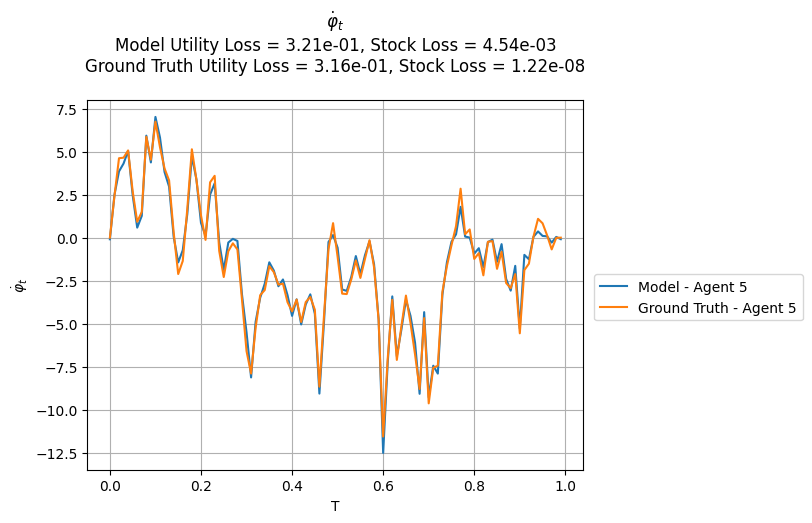 φ̇ₜ
Model Utility Loss = 3.21e-01, Stock Loss = 4.54e-03
Ground Truth Utility Loss = 3.16e-01, Stock Loss = 1.22e-08
7.5
5.0
2.5
0.0
−2.5
−5.0
−7.5
−10.0
−12.5
φ̇ₜ
0.0 0.2 0.4 0.6 0.8 1.0
T
Model - Agent 5
Ground Truth - Agent 5